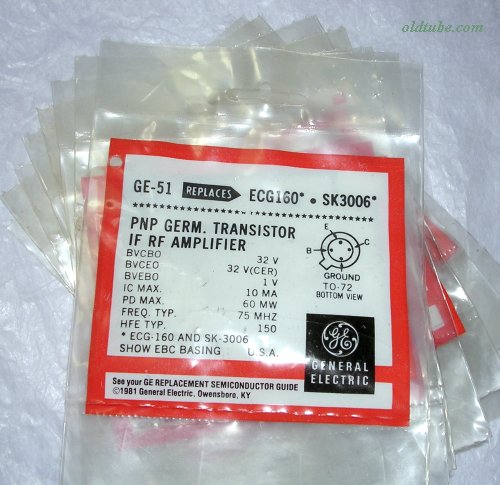 oldtube.com
GE-51 REPLACES ECG160* • SK3006*
PNP GERM. TRANSISTOR
IF RF AMPLIFIER
BVCBO 32 V
BVCEO 32 V(CER)
BVEBO 1 V
IC MAX. 10 MA
PD MAX. 60 MW
FREQ. TYP. 75 MHZ
HFE TYP. 150
* ECG-160 AND SK-3006
SHOW EBC BASING U.S.A.
E
B
C
GROUND
TO-72
BOTTOM VIEW
GE
GENERAL
ELECTRIC
See your GE REPLACEMENT SEMICONDUCTOR GUIDE
©1981 General Electric, Owensboro, KY